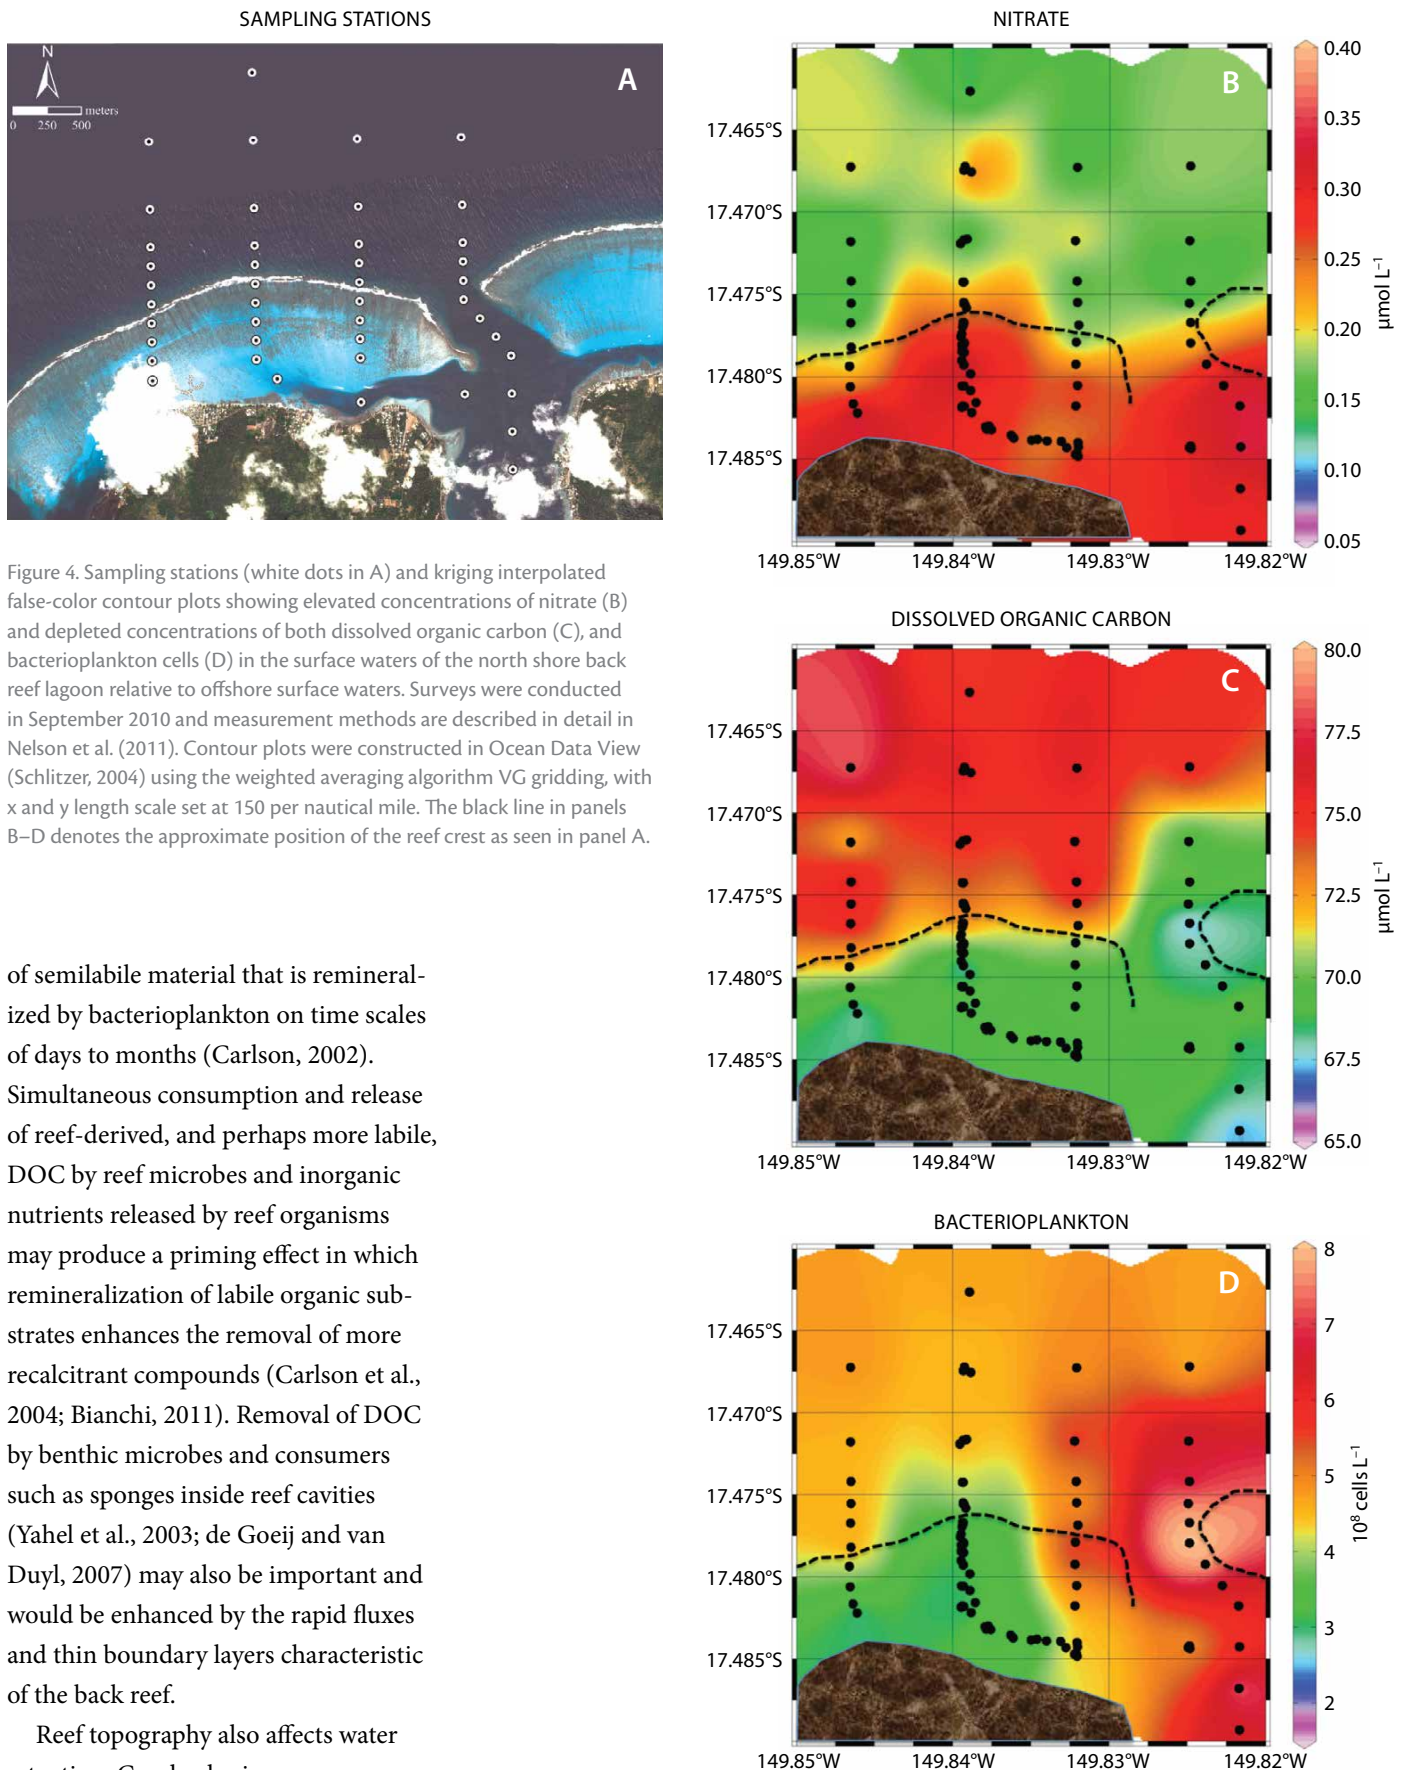 SAMPLING STATIONS
N
A
meters
0 250 500
Figure 4. Sampling stations (white dots in A) and kriging interpolated
false-color contour plots showing elevated concentrations of nitrate (B)
and depleted concentrations of both dissolved organic carbon (C), and
bacterioplankton cells (D) in the surface waters of the north shore back
reef lagoon relative to offshore surface waters. Surveys were conducted
in September 2010 and measurement methods are described in detail in
Nelson et al. (2011). Contour plots were constructed in Ocean Data View
(Schlitzer, 2004) using the weighted averaging algorithm VG gridding, with
x and y length scale set at 150 per nautical mile. The black line in panels
B–D denotes the approximate position of the reef crest as seen in panel A.
of semilabile material that is remineral-
ized by bacterioplankton on time scales
of days to months (Carlson, 2002).
Simultaneous consumption and release
of reef-derived, and perhaps more labile,
DOC by reef microbes and inorganic
nutrients released by reef organisms
may produce a priming effect in which
remineralization of labile organic sub-
strates enhances the removal of more
recalcitrant compounds (Carlson et al.,
2004; Bianchi, 2011). Removal of DOC
by benthic microbes and consumers
such as sponges inside reef cavities
(Yahel et al., 2003; de Goeij and van
Duyl, 2007) may also be important and
would be enhanced by the rapid fluxes
and thin boundary layers characteristic
of the back reef.
Reef topography also affects water
NITRATE
B
17.465°S
17.470°S
17.475°S
17.480°S
17.485°S
149.85°W 149.84°W 149.83°W 149.82°W
0.40
0.35
0.30
0.25
0.20
0.15
0.10
0.05
µmol L⁻¹
DISSOLVED ORGANIC CARBON
C
17.465°S
17.470°S
17.475°S
17.480°S
17.485°S
149.85°W 149.84°W 149.83°W 149.82°W
80.0
77.5
75.0
72.5
70.0
67.5
65.0
µmol L⁻¹
BACTERIOPLANKTON
D
17.465°S
17.470°S
17.475°S
17.480°S
17.485°S
149.85°W 149.84°W 149.83°W 149.82°W
8
7
6
5
4
3
2
10⁸ cells L⁻¹